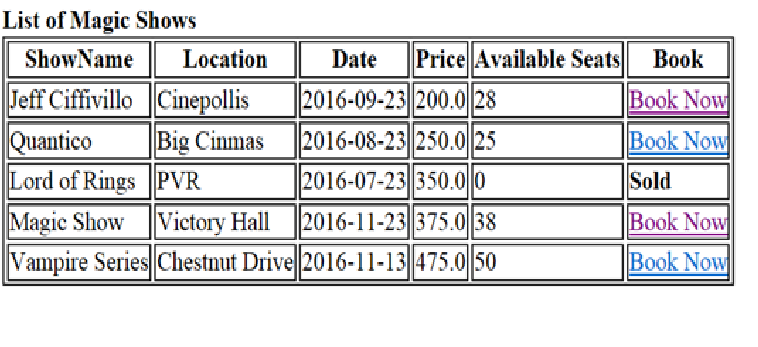 List of Magic Shows
ShowName Location Date Price Available Seats Book
Jeff Ciffivillo Cinepollis 2016-09-23 200.0 28 Book Now
Quantico Big Cinmas 2016-08-23 250.0 25 Book Now
Lord of Rings PVR 2016-07-23 350.0 0 Sold
Magic Show Victory Hall 2016-11-23 375.0 38 Book Now
Vampire Series Chestnut Drive 2016-11-13 475.0 50 Book Now